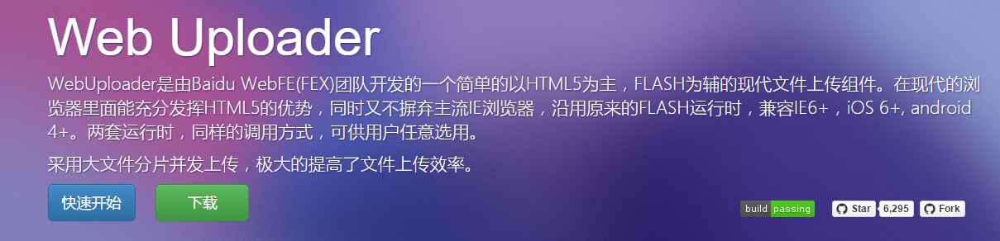 Web Uploader
WebUploader是由Baidu WebFE(FEX)团队开发的一个简单的以HTML5为主，FLASH为辅的现代文件上传组件。在现代的浏
览器里面能充分发挥HTML5的优势，同时又不摒弃主流IE浏览器，沿用原来的FLASH运行时，兼容IE6+，iOS 6+, android
4+。两套运行时，同样的调用方式，可供用户任意选用。
采用大文件分片并发上传，极大的提高了文件上传效率。
快速开始 下载
build passing Star 6,295 Fork